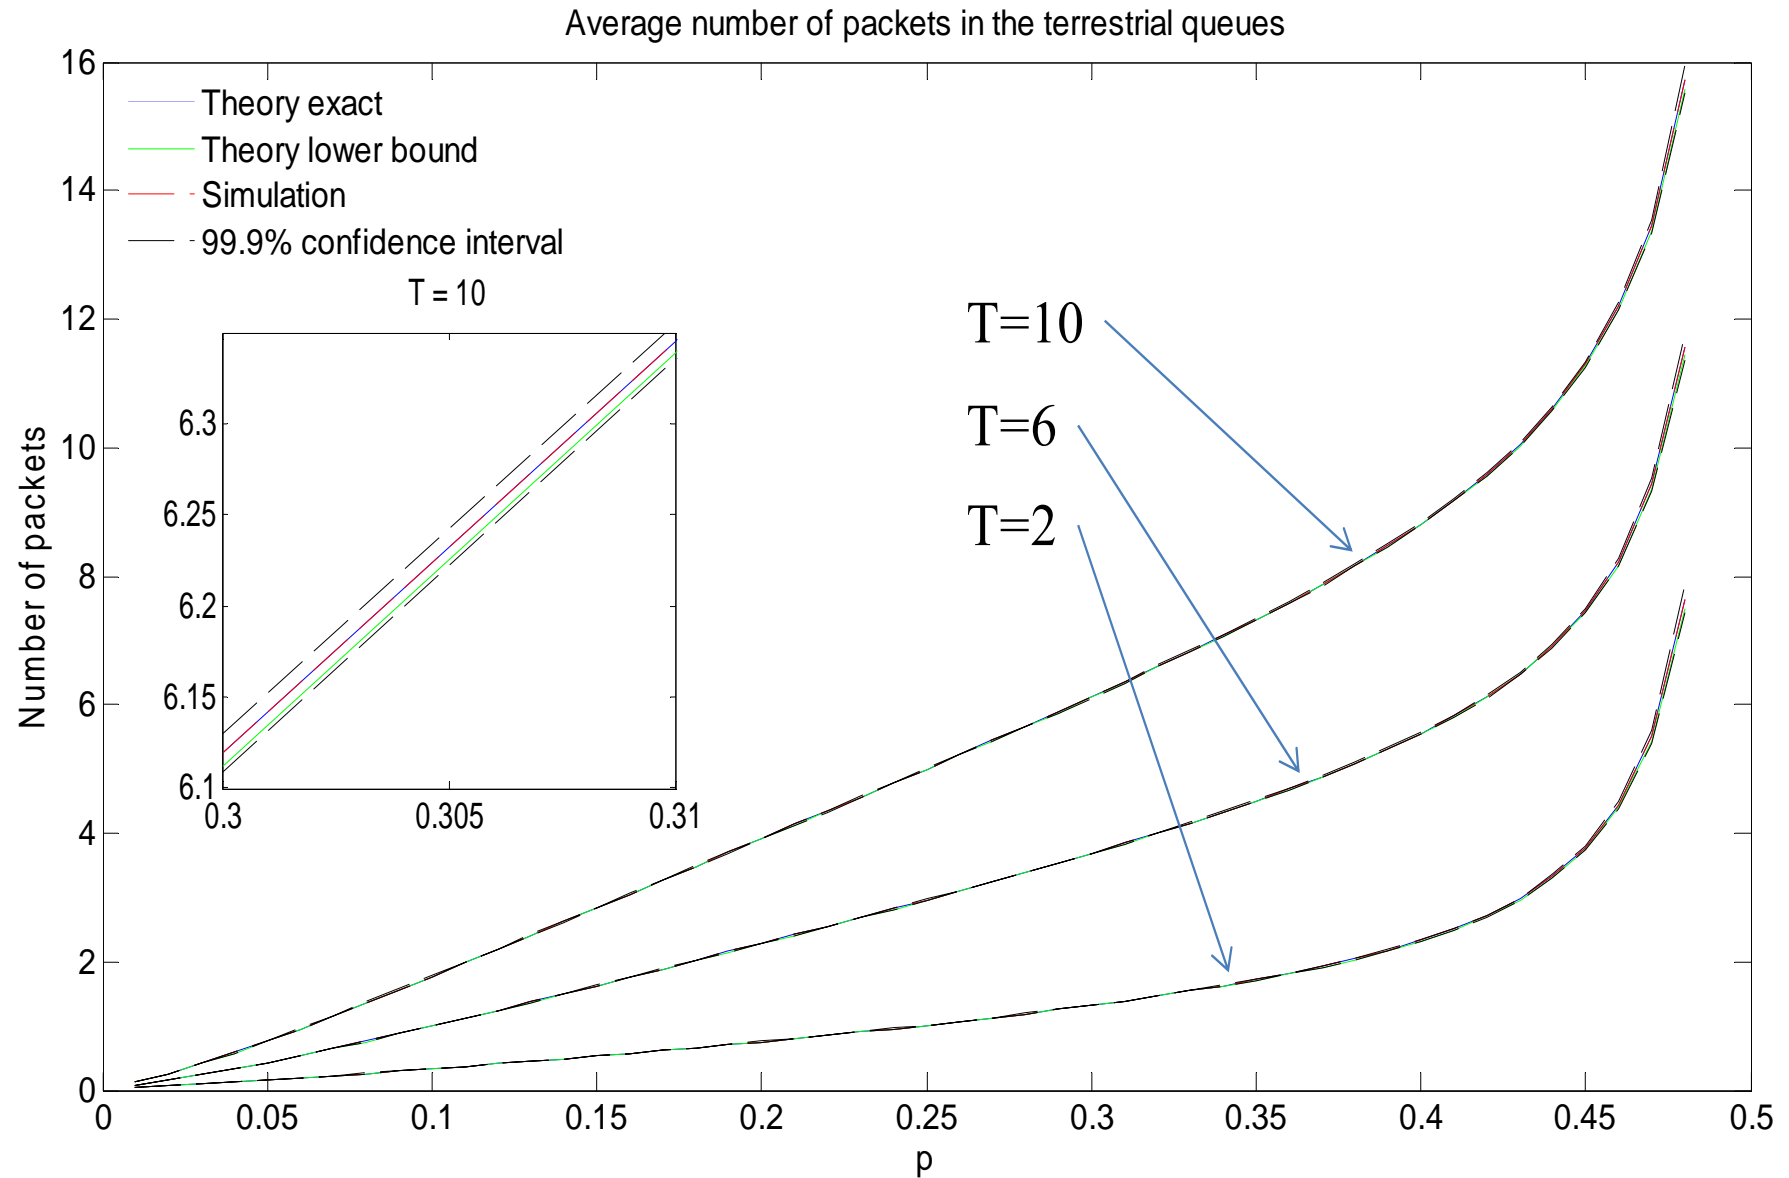 Average number of packets in the terrestrial queues
16
14
12
10
8
6
4
2
0
Number of packets
Theory exact
Theory lower bound
Simulation
99.9% confidence interval
T = 10
6.3
6.25
6.2
6.15
6.1
0.3 0.305 0.31
T=10
T=6
T=2
0 0.05 0.1 0.15 0.2 0.25 0.3 0.35 0.4 0.45 0.5
p